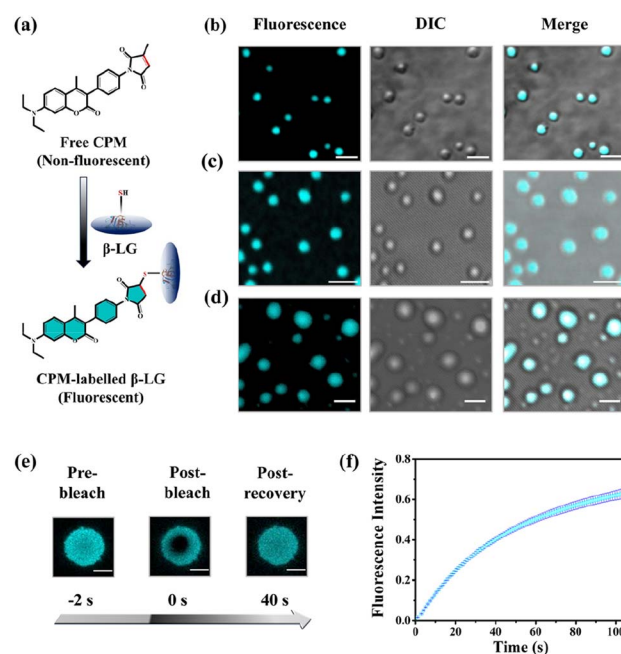 (a)
N
O
O
N
O
O
Free CPM
(Non-fluorescent)
SH
β-LG
S
N
O
O
N
O
O
CPM-labelled β-LG
(Fluorescent)
(b)
Fluorescence
DIC
Merge
(c)
(d)
(e)
Pre-
bleach
Post-
bleach
Post-
recovery
-2 s
0 s
40 s
(f)
Fluorescence Intensity
0.8
0.6
0.4
0.2
0.0
0
20
40
60
80
100
Time (s)